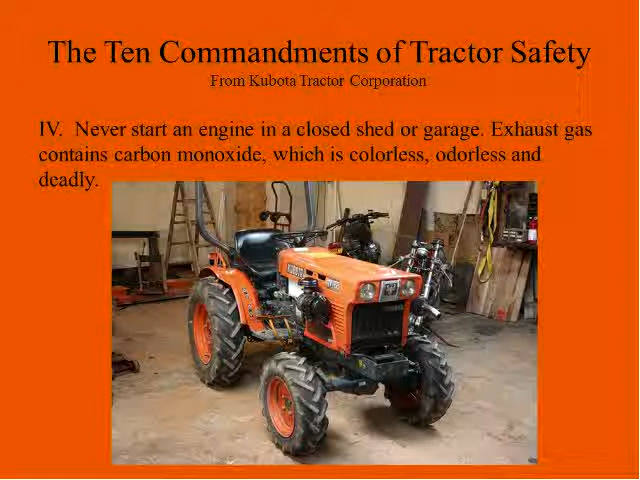 The Ten Commandments of Tractor Safety
From Kubota Tractor Corporation
IV. Never start an engine in a closed shed or garage. Exhaust gas
contains carbon monoxide, which is colorless, odorless and
deadly.
KUBOTA